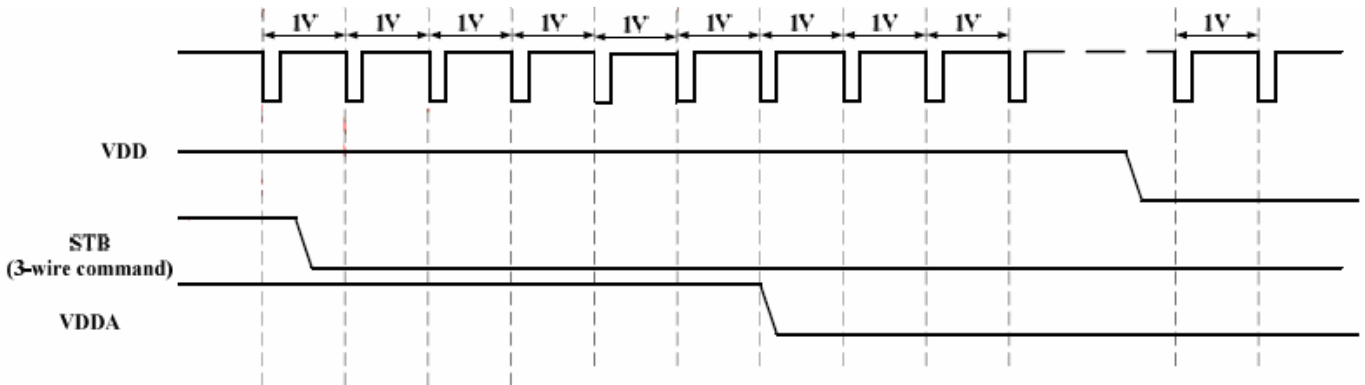 1V 1V 1V 1V 1V 1V 1V 1V 1V 1V
VDD
STB
(3-wire command)
VDDA